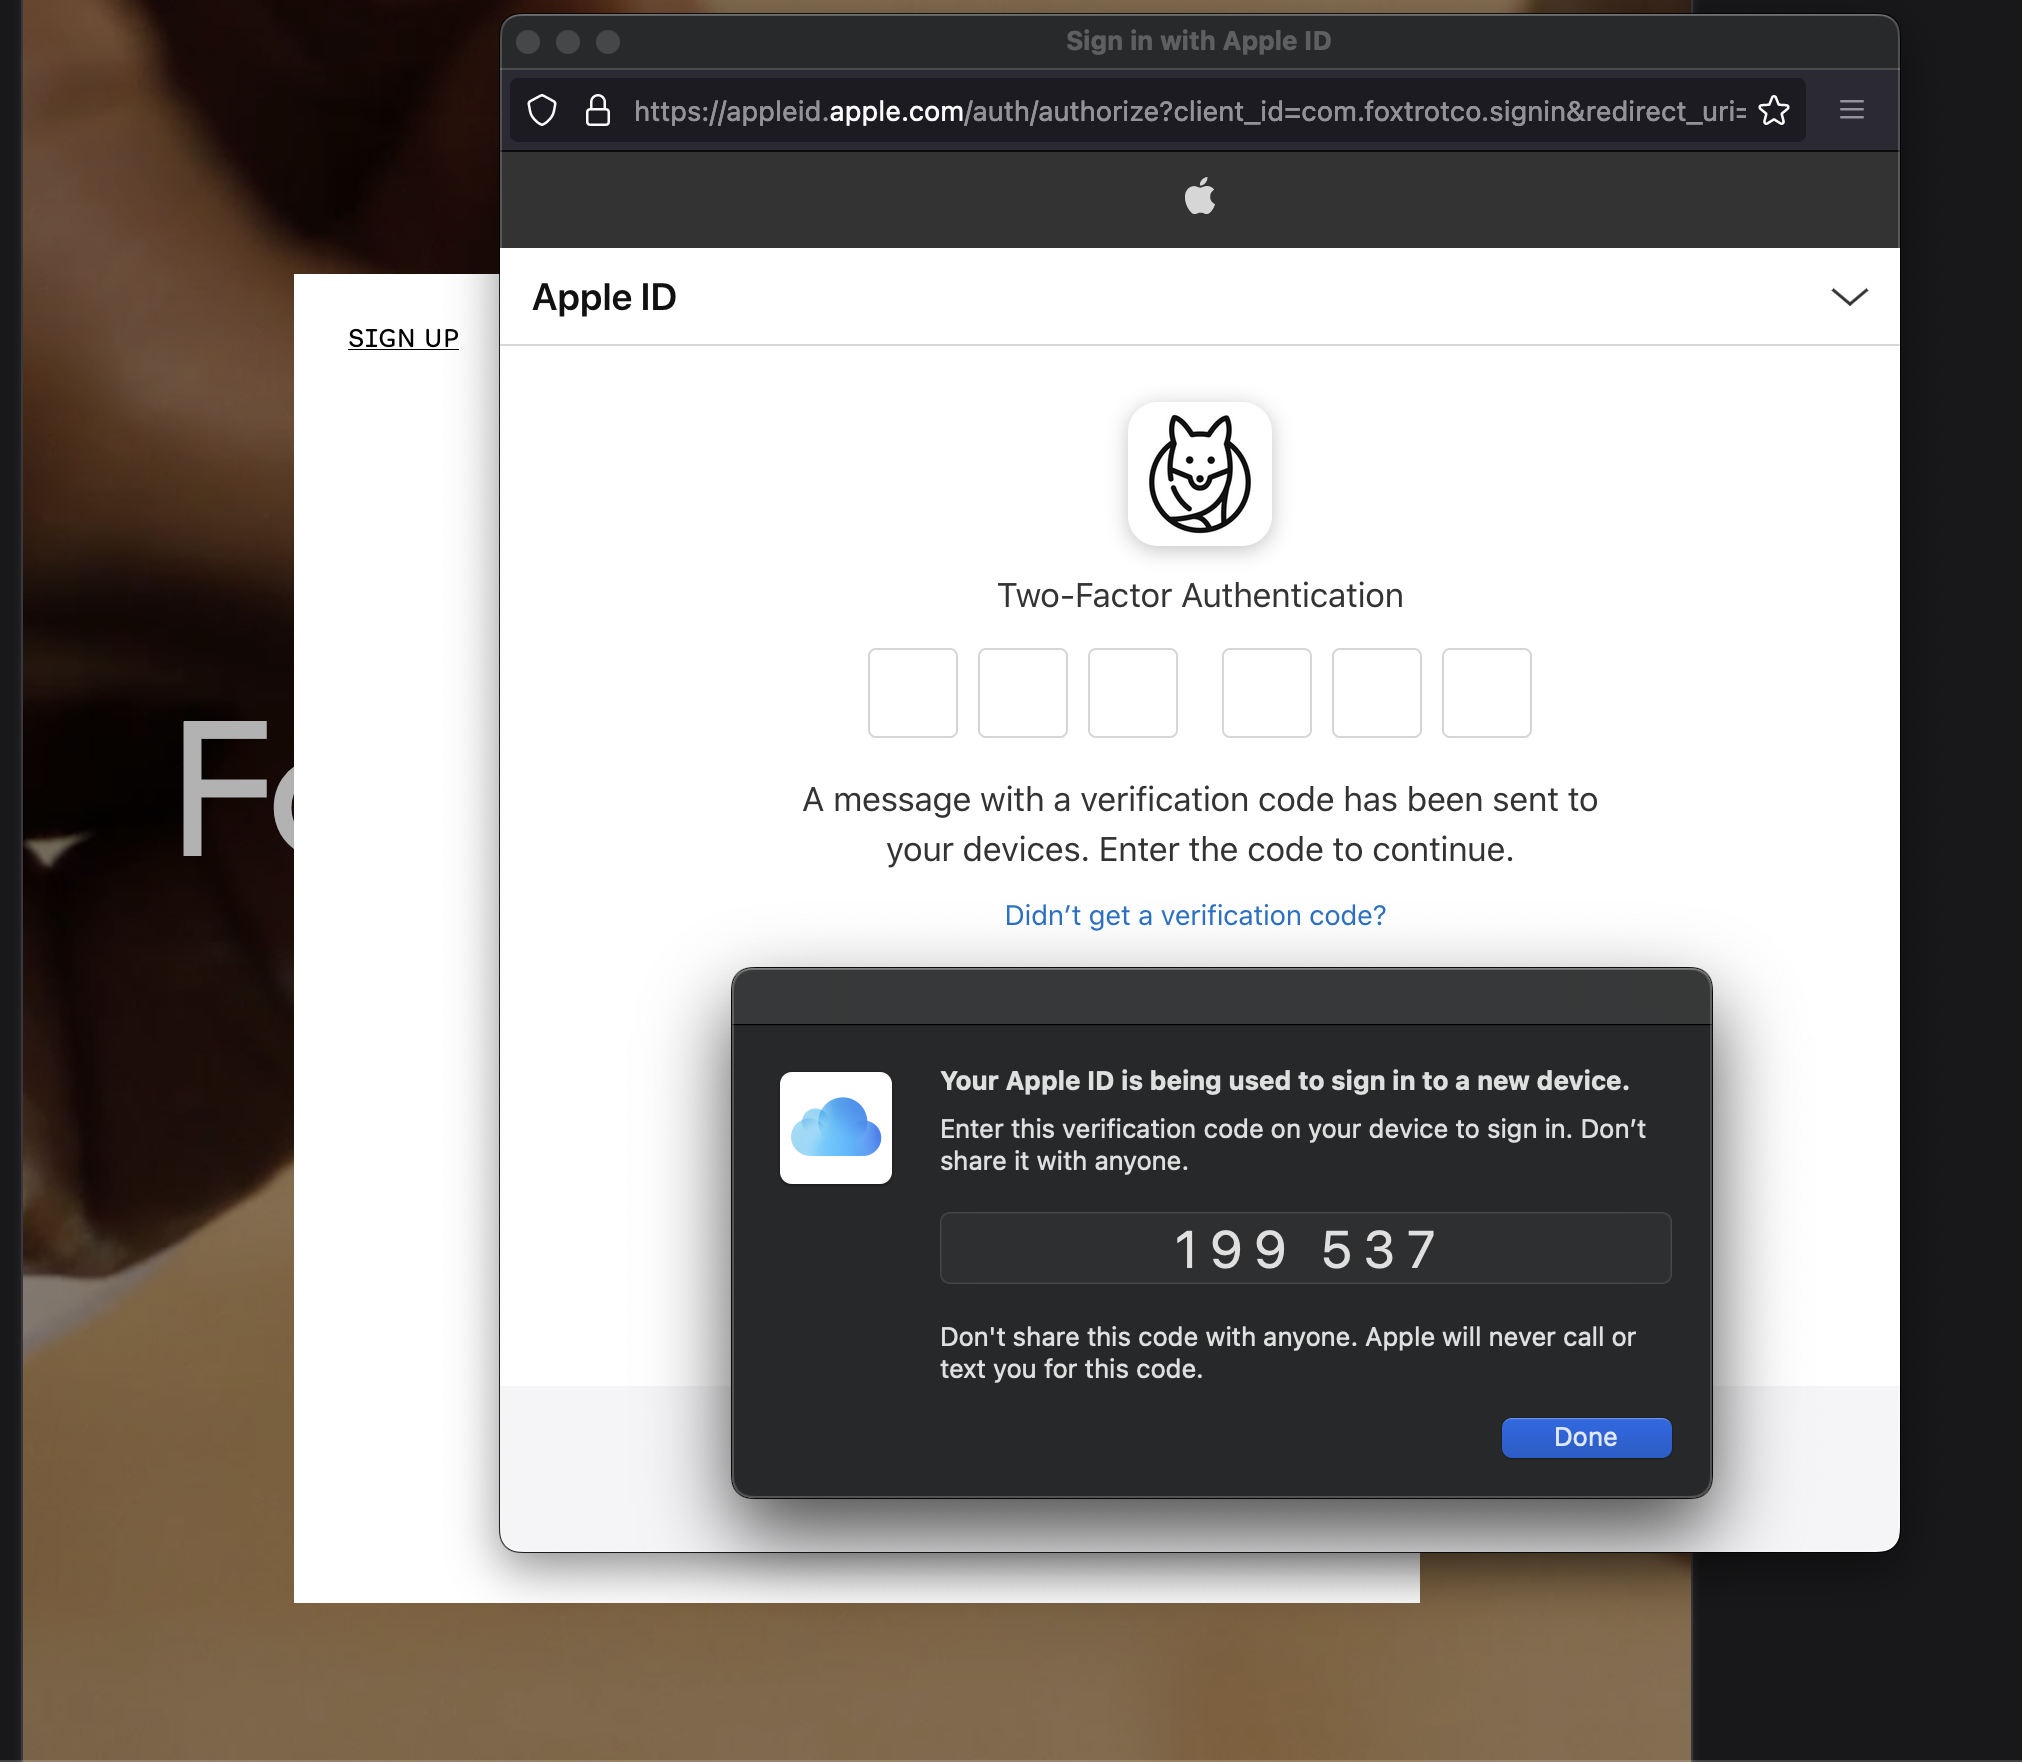 Sign in with Apple ID
https://appleid.apple.com/auth/authorize?client_id=com.foxtrotco.signin&redirect_uri=
Apple ID
SIGN UP
Two-Factor Authentication
Fo
A message with a verification code has been sent to
your devices. Enter the code to continue.
Didn’t get a verification code?
Your Apple ID is being used to sign in to a new device.
Enter this verification code on your device to sign in. Don’t
share it with anyone.
199 537
Don't share this code with anyone. Apple will never call or
text you for this code.
Done